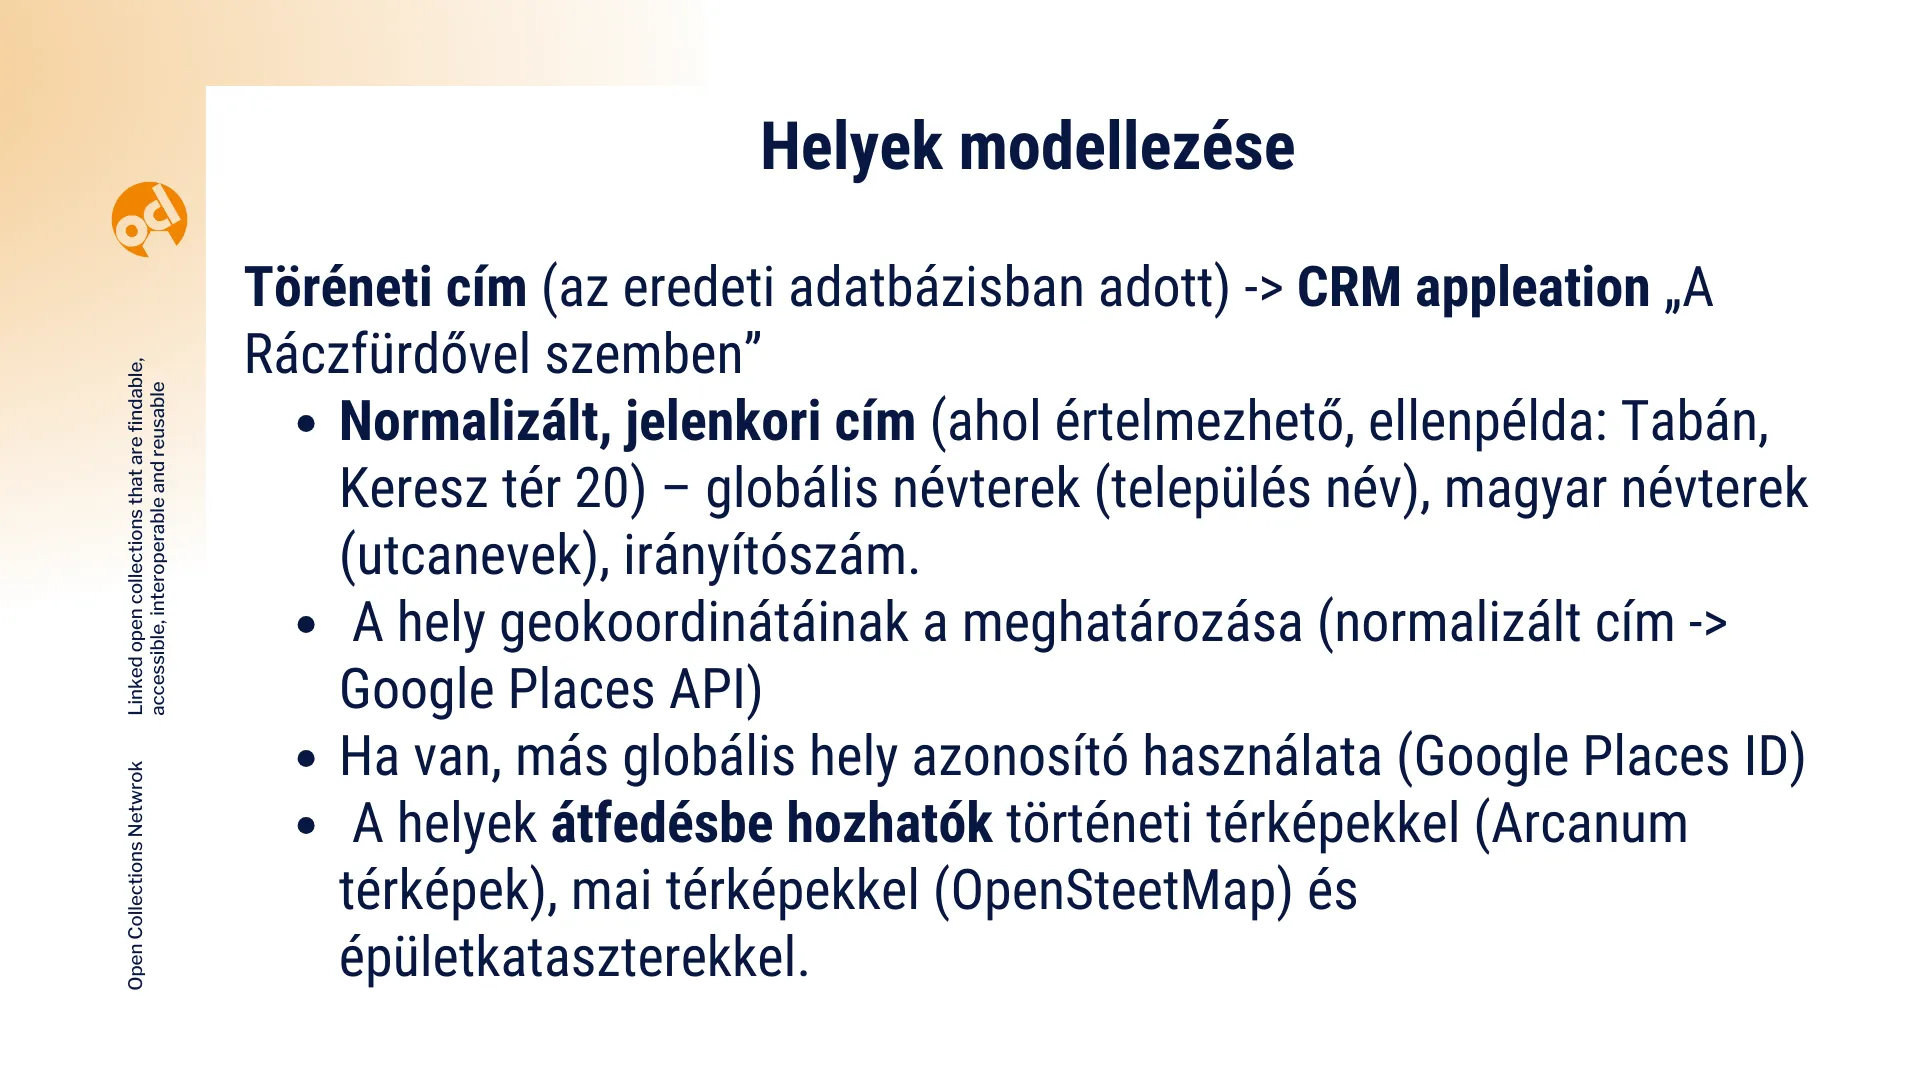 Helyek modellezése
Töréneti cím (az eredeti adatbázisban adott) -> CRM appleation „A
Ráczfürdővel szemben”
• Normalizált, jelenkori cím (ahol értelmezhető, ellenpélda: Tabán,
Keresz tér 20) – globális névterek (település név), magyar névterek
(utcanevek), irányítószám.
• A hely geokoordinátáinak a meghatározása (normalizált cím ->
Google Places API)
• Ha van, más globális hely azonosító használata (Google Places ID)
• A helyek átfedésbe hozhatók történeti térképekkel (Arcanum
térképek), mai térképekkel (OpenSteetMap) és
épületkataszterekkel.
Open Collections Netwrok
Linked open collections that are findable,
accessible, interoperable and reusable